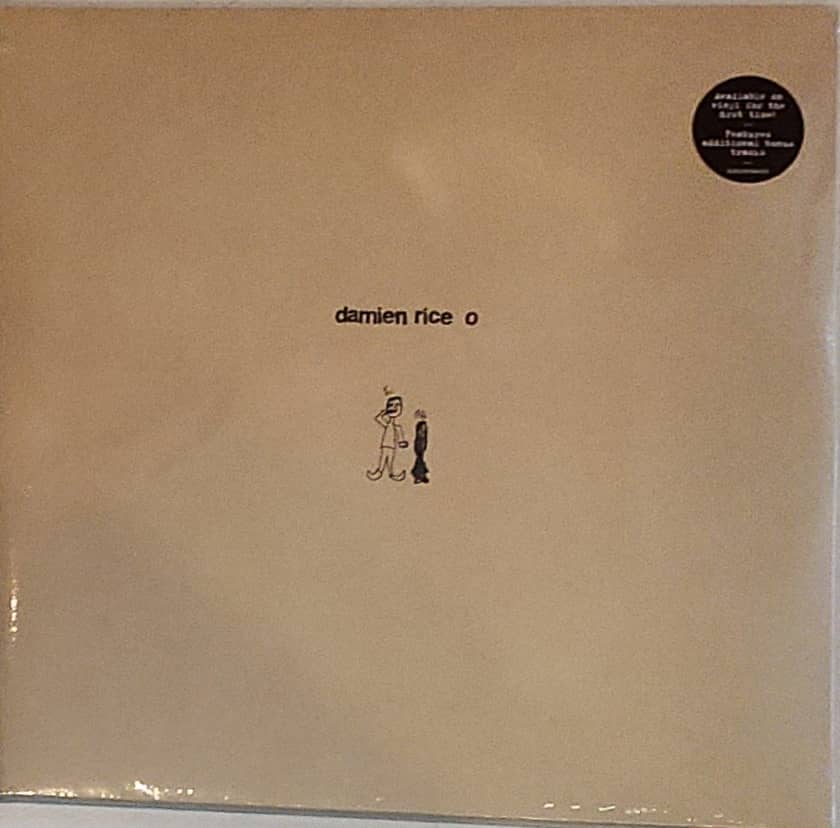 Available on
vinyl for the
first time!
Features
additional bonus
tracks
damien rice o